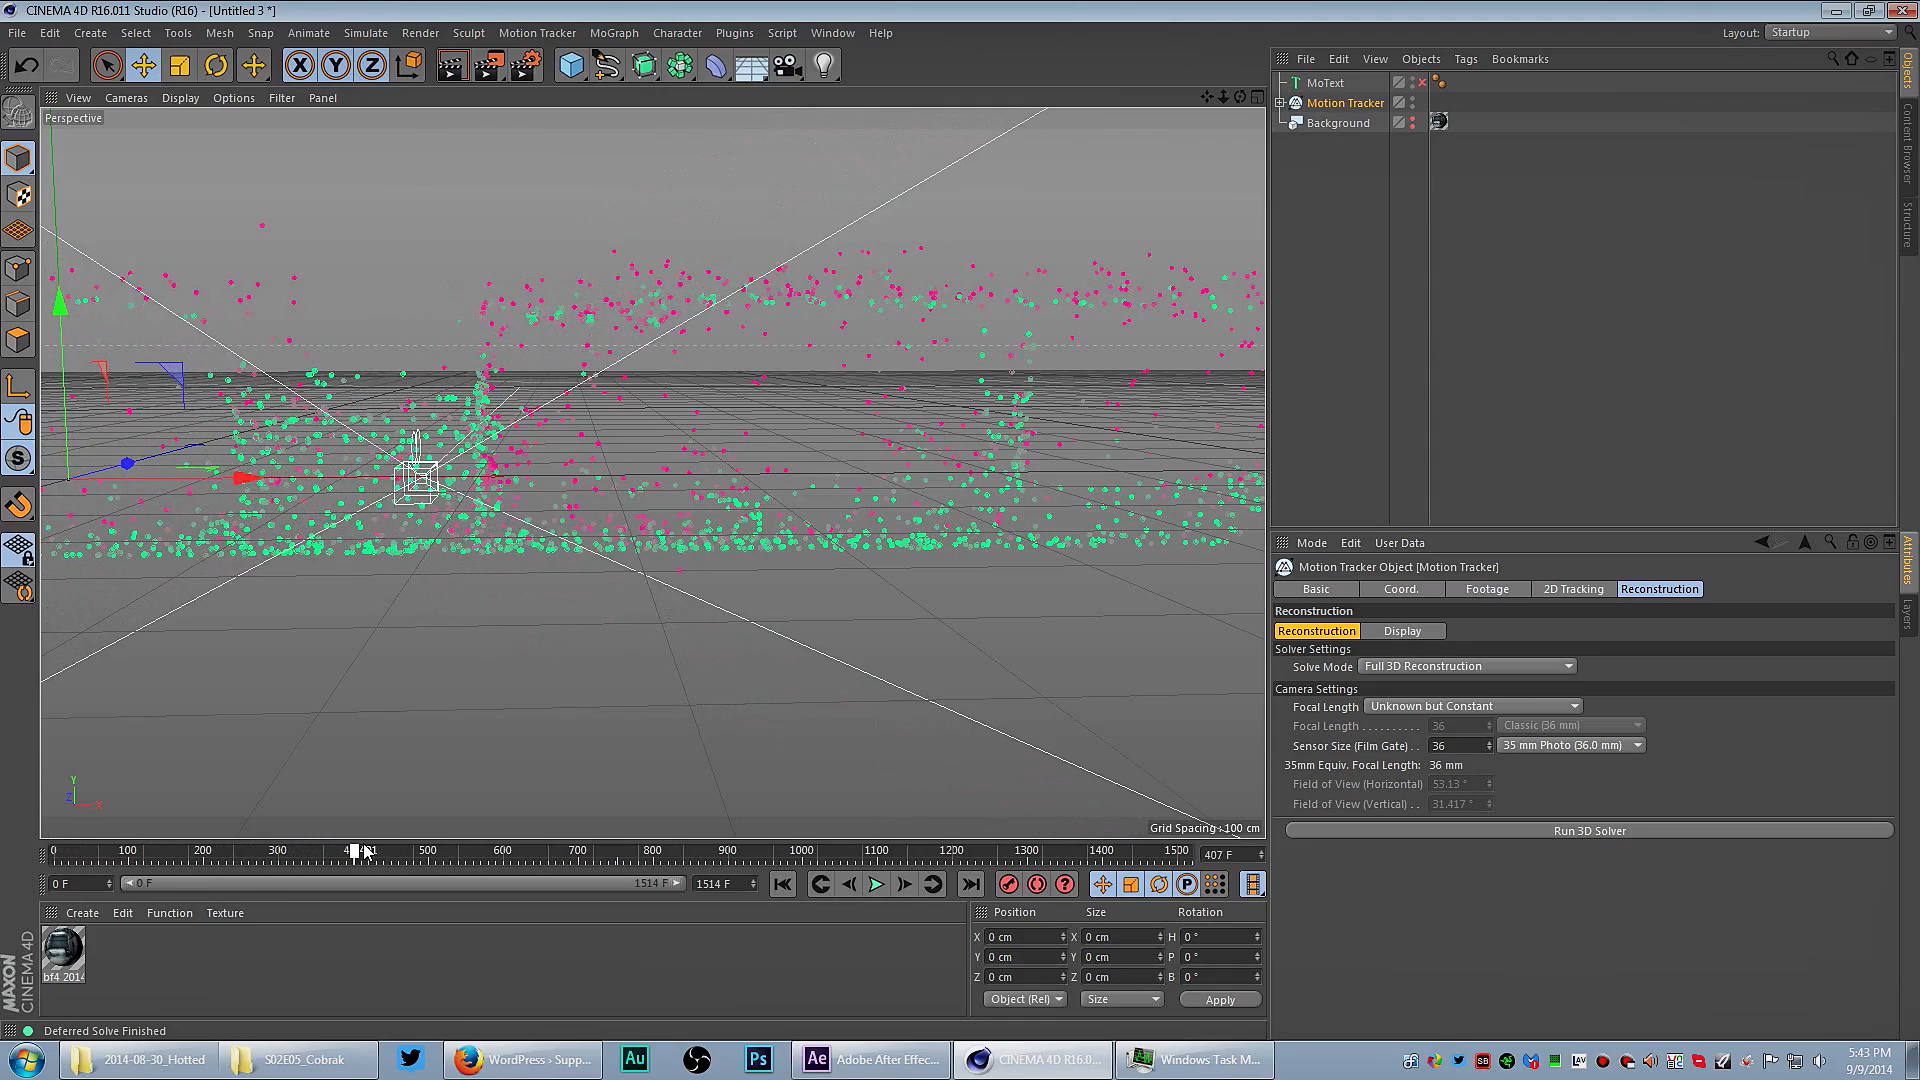 CINEMA 4D R16.011 Studio (R16) - [Untitled 3 *]
File Edit Create Select Tools Mesh Snap Animate Simulate Render Sculpt Motion Tracker MoGraph Character Plugins Script Window Help
Layout: Startup
X Y Z
File Edit View Objects Tags Bookmarks
MoText
Motion Tracker
Background
Objects
Content Browser
Structure
View Cameras Display Options Filter Panel
Perspective
Y
Z X
Grid Spacing : 100 cm
Mode Edit User Data
Motion Tracker Object [Motion Tracker]
Basic Coord. Footage 2D Tracking Reconstruction
Reconstruction
Reconstruction Display
Solver Settings
Solve Mode Full 3D Reconstruction
Camera Settings
Focal Length Unknown but Constant
Focal Length . . . . . . . . . . 36 Classic (36 mm)
Sensor Size (Film Gate) . . 36 35 mm Photo (36.0 mm)
35mm Equiv. Focal Length: 36 mm
Field of View (Horizontal) 53.13 °
Field of View (Vertical) . . 31.417 °
Run 3D Solver
Attributes
Layers
0 100 200 300 500 600 700 800 900 1000 1100 1200 1300 1400 1500 407 F
0 F 0 F 1514 F 1514 F
Create Edit Function Texture
bf4 2014
MAXON
CINEMA 4D
Position Size Rotation
X 0 cm X 0 cm H 0 °
Y 0 cm Y 0 cm P 0 °
Z 0 cm Z 0 cm B 0 °
Object (Rel) Size Apply
Deferred Solve Finished
2014-08-30_Hotted S02E05_Cobrak WordPress › Supp... Au Ps Ae Adobe After Effec... CINEMA 4D R16.0... Windows Task M...
5:43 PM
9/9/2014